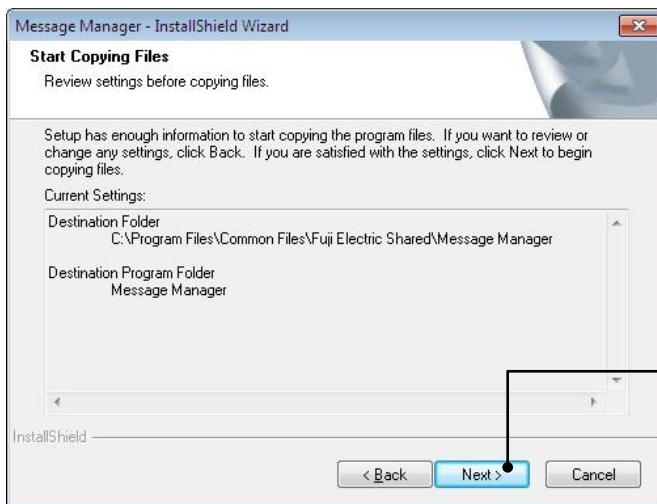 Message Manager - InstallShield Wizard
Start Copying Files
Review settings before copying files.
Setup has enough information to start copying the program files.  If you want to review or
change any settings, click Back.  If you are satisfied with the settings, click Next to begin
copying files.
Current Settings:
Destination Folder
C:\Program Files\Common Files\Fuji Electric Shared\Message Manager
Destination Program Folder
Message Manager
InstallShield
< Back
Next >
Cancel